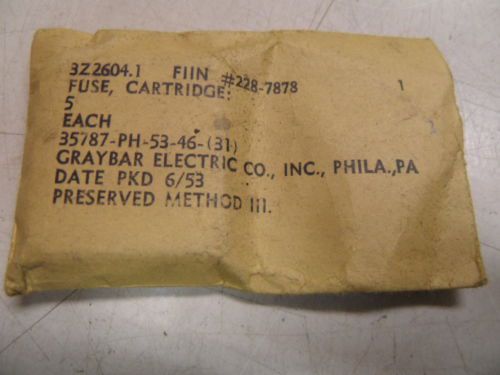 3Z2604.1 FIIN #228-7878 1
FUSE, CARTRIDGE:
5
EACH
35787-PH-53-46-(31)
GRAYBAR ELECTRIC CO., INC., PHILA.,PA
DATE PKD 6/53
PRESERVED METHOD III.